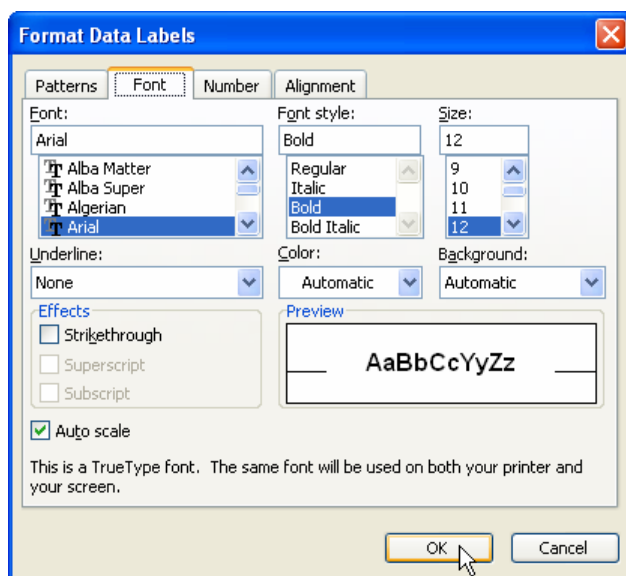 Format Data Labels
Patterns Font Number Alignment
Font: Font style: Size:
Arial Bold 12
Alba Matter Regular 9
Alba Super Italic 10
Algerian Bold 11
Arial Bold Italic 12
Underline: Color: Background:
None Automatic Automatic
Effects Preview
Strikethrough
Superscript AaBbCcYyZz
Subscript
Auto scale
This is a TrueType font. The same font will be used on both your printer and
your screen.
OK Cancel